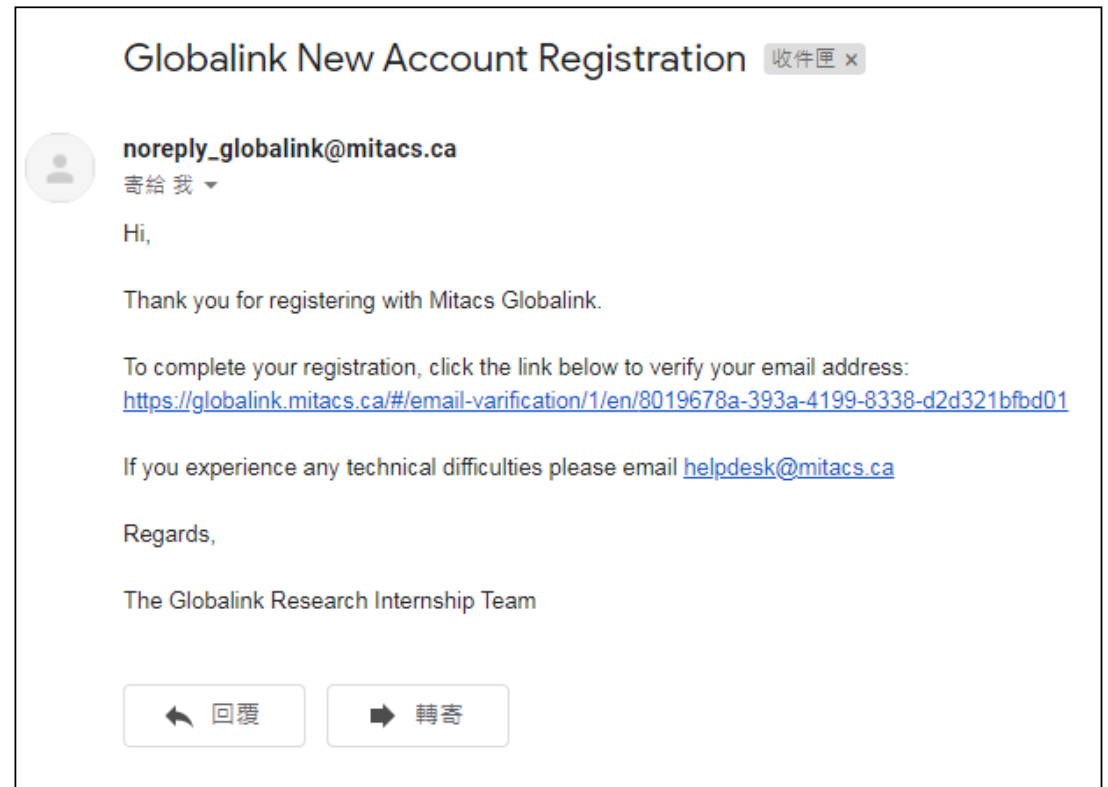 Globalink New Account Registration 收件匣 x
noreply_globalink@mitacs.ca
寄給 我
Hi,
Thank you for registering with Mitacs Globalink.
To complete your registration, click the link below to verify your email address:
https://globalink.mitacs.ca/#/email-varification/1/en/8019678a-393a-4199-8338-d2d321bfbd01
If you experience any technical difficulties please email helpdesk@mitacs.ca
Regards,
The Globalink Research Internship Team
回覆 轉寄